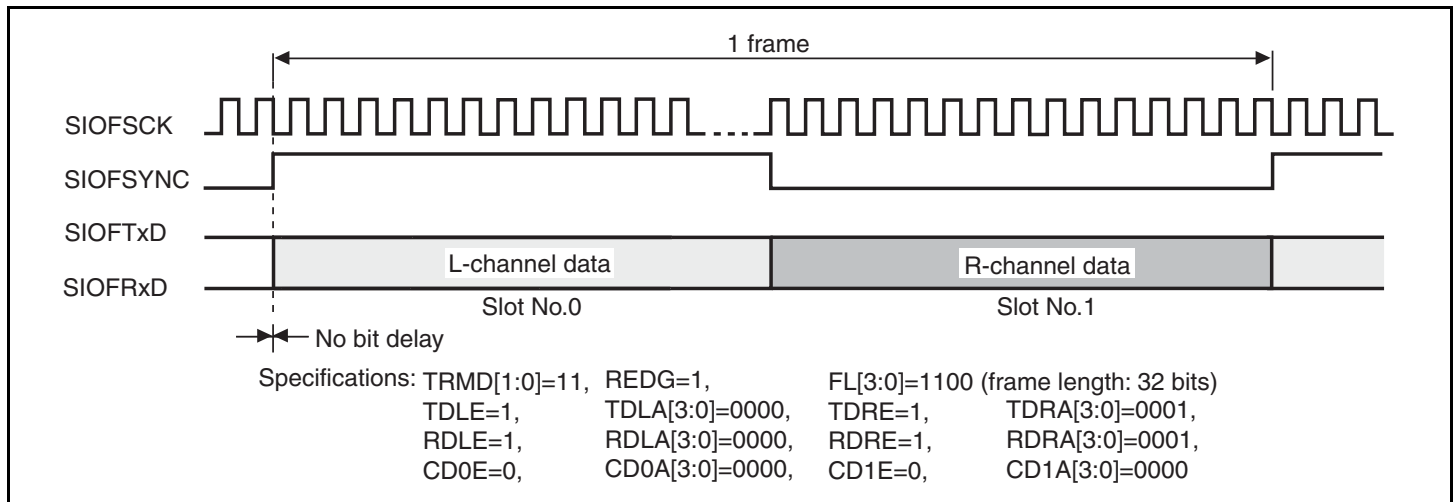 1 frame
SIOFSCK
SIOFSYNC
SIOFTxD
L-channel data R-channel data
SIOFRxD
Slot No.0 Slot No.1
No bit delay
Specifications: TRMD[1:0]=11, REDG=1, FL[3:0]=1100 (frame length: 32 bits)
TDLE=1, TDLA[3:0]=0000, TDRE=1, TDRA[3:0]=0001,
RDLE=1, RDLA[3:0]=0000, RDRE=1, RDRA[3:0]=0001,
CD0E=0, CD0A[3:0]=0000, CD1E=0, CD1A[3:0]=0000